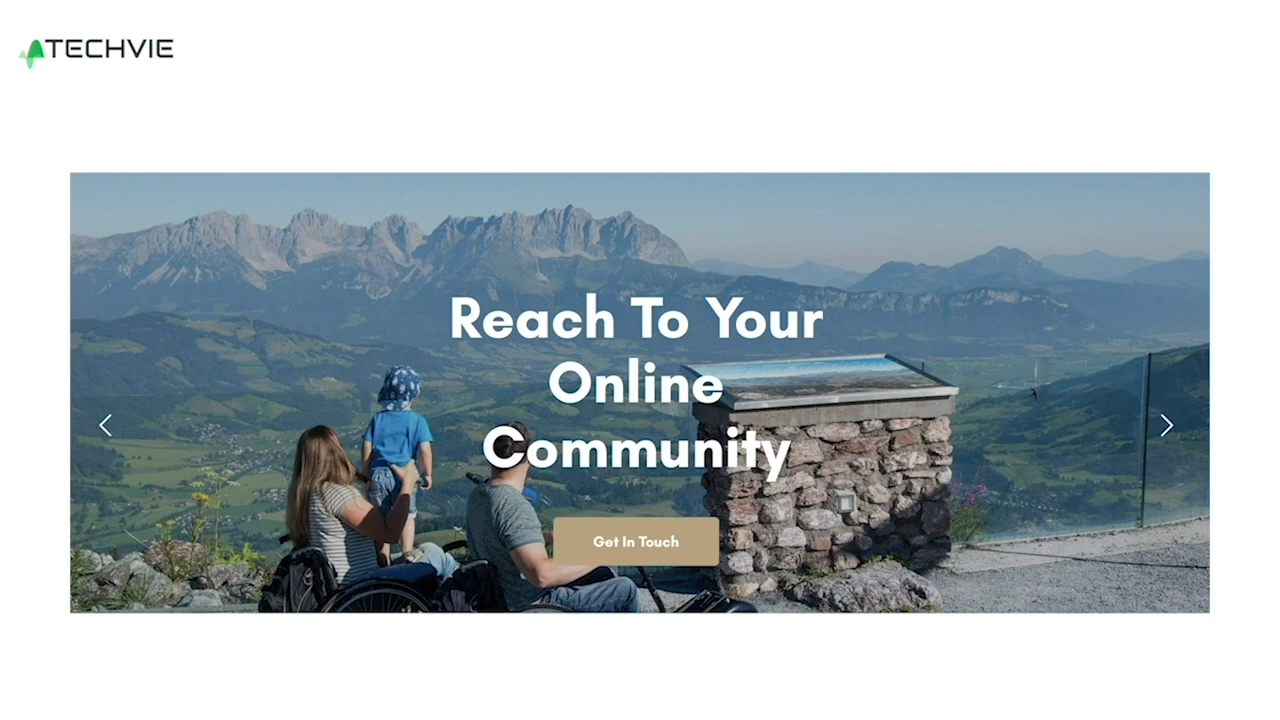 TECHVIE
Reach To Your
Online
Community
Get In Touch